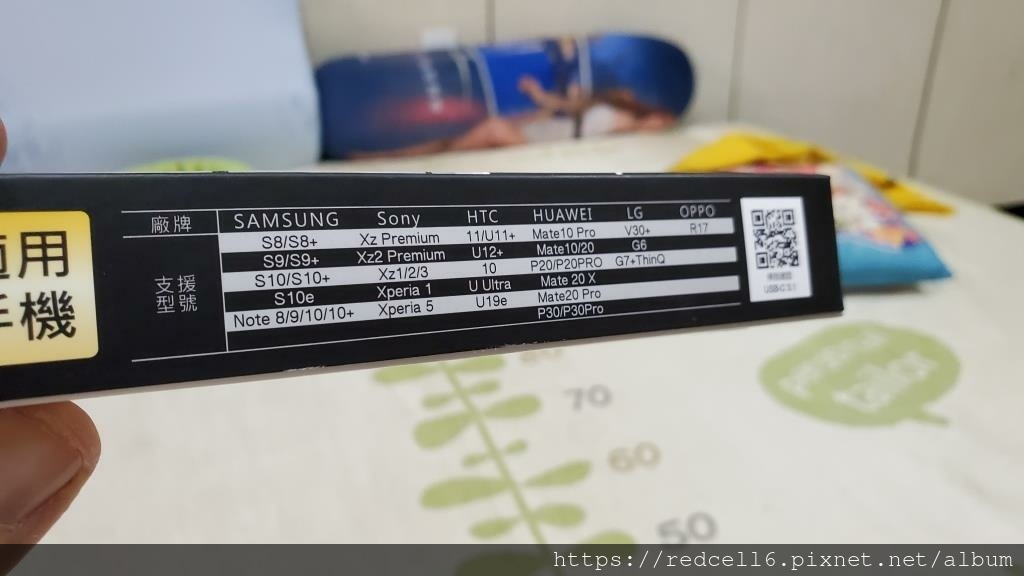 適用
手機
廠牌 SAMSUNG Sony HTC HUAWEI LG OPPO
支援
型號
S8/S8+ Xz Premium 11/U11+ Mate10 Pro V30+ R17
S9/S9+ Xz2 Premium U12+ Mate10/20 G6
S10/S10+ Xz1/2/3 10 P20/P20PRO G7+ThinQ
S10e Xperia 1 U Ultra Mate 20 X
Note 8/9/10/10+ Xperia 5 U19e Mate20 Pro
P30/P30Pro
70
60
50
tailor
https://redcell6.pixnet.net/album